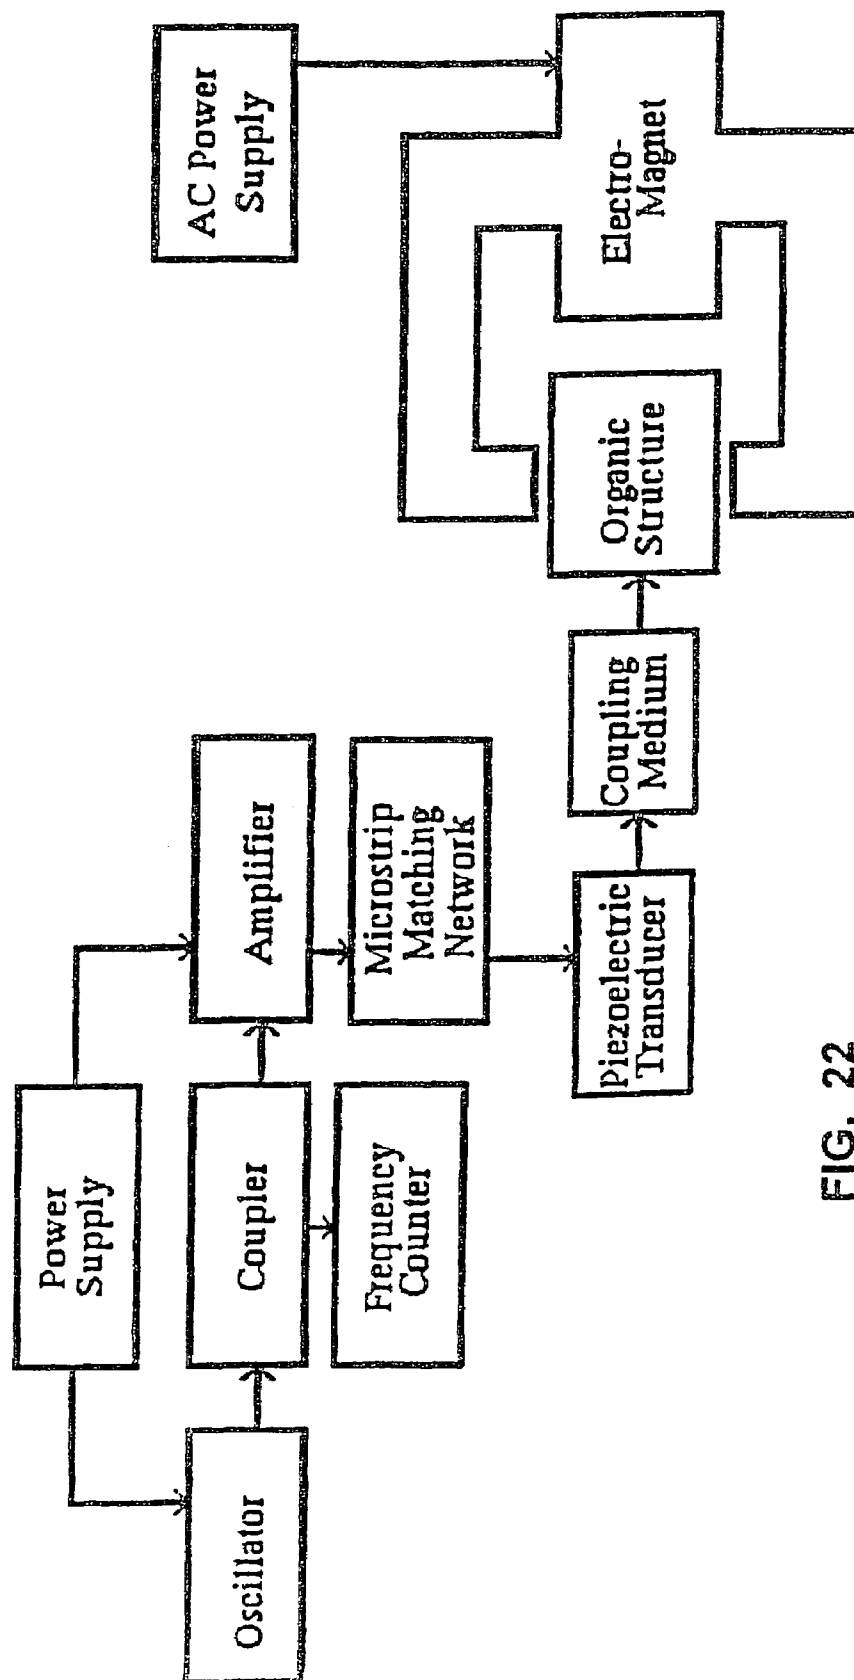 Power
Supply
AC Power
Supply
Oscillator
Coupler
Amplifier
Frequency
Counter
Microstrip
Matching
Network
Piezoelectric
Transducer
Coupling
Medium
Organic
Structure
Electro-
Magnet
FIG. 22